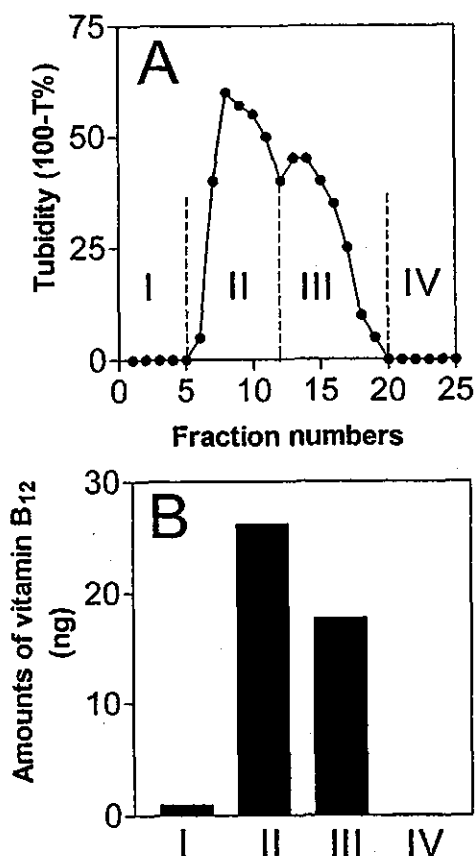 A
Tubidity (100-T%)
75
50
25
0
I
II
III
IV
0 5 10 15 20 25
Fraction numbers
B
Amounts of vitamin B12
(ng)
30
20
10
0
I II III IV